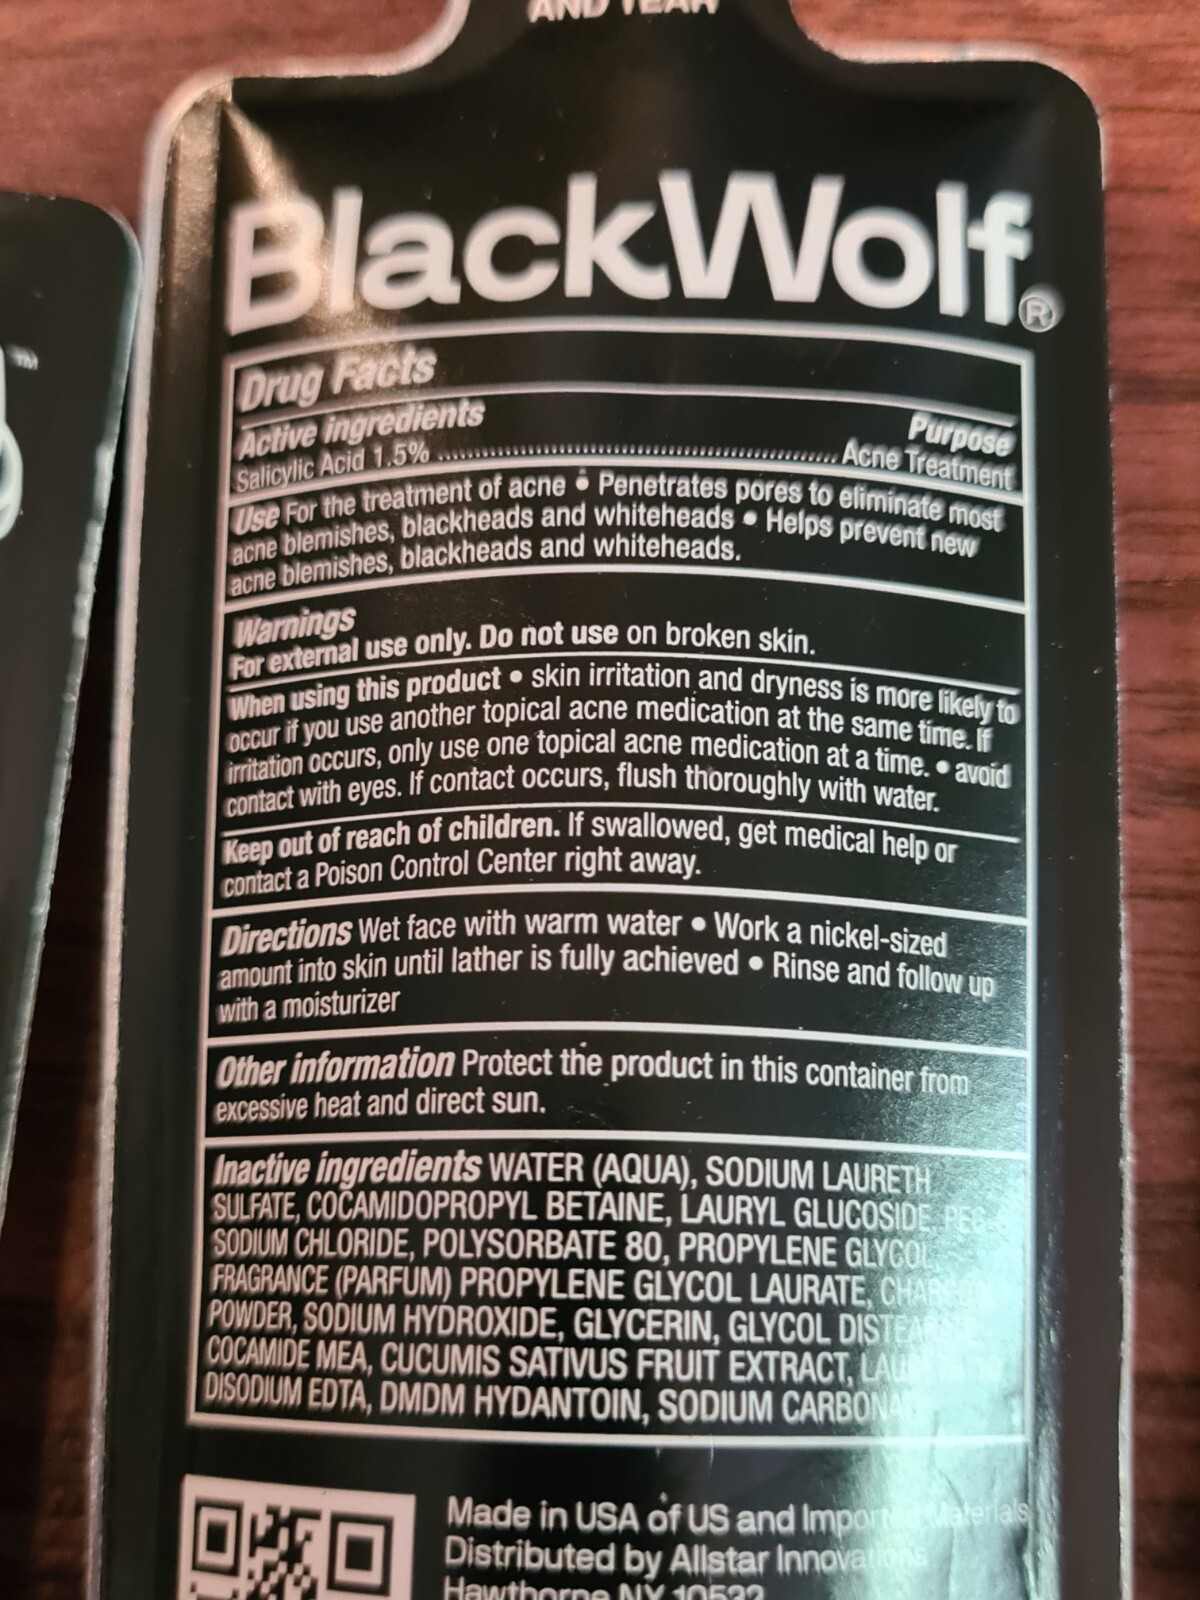 AND TEAR
BlackWolf®
TM
Drug Facts
Active ingredients Purpose
Salicylic Acid 1.5% ........................................ Acne Treatment
Use For the treatment of acne • Penetrates pores to eliminate most
acne blemishes, blackheads and whiteheads • Helps prevent new
acne blemishes, blackheads and whiteheads.
Warnings
For external use only. Do not use on broken skin.
When using this product • skin irritation and dryness is more likely to
occur if you use another topical acne medication at the same time. If
irritation occurs, only use one topical acne medication at a time. • avoid
contact with eyes. If contact occurs, flush thoroughly with water.
Keep out of reach of children. If swallowed, get medical help or
contact a Poison Control Center right away.
Directions Wet face with warm water • Work a nickel-sized
amount into skin until lather is fully achieved • Rinse and follow up
with a moisturizer
Other information Protect the product in this container from
excessive heat and direct sun.
Inactive ingredients WATER (AQUA), SODIUM LAURETH
SULFATE, COCAMIDOPROPYL BETAINE, LAURYL GLUCOSIDE,
SODIUM CHLORIDE, POLYSORBATE 80, PROPYLENE GLYCOL,
FRAGRANCE (PARFUM) PROPYLENE GLYCOL LAURATE,
POWDER, SODIUM HYDROXIDE, GLYCERIN, GLYCOL
COCAMIDE MEA, CUCUMIS SATIVUS FRUIT EXTRACT,
DISODIUM EDTA, DMDM HYDANTOIN, SODIUM
Made in USA of US and Imported Materials
Distributed by Allstar Innovations
Hawthorne NY 10532